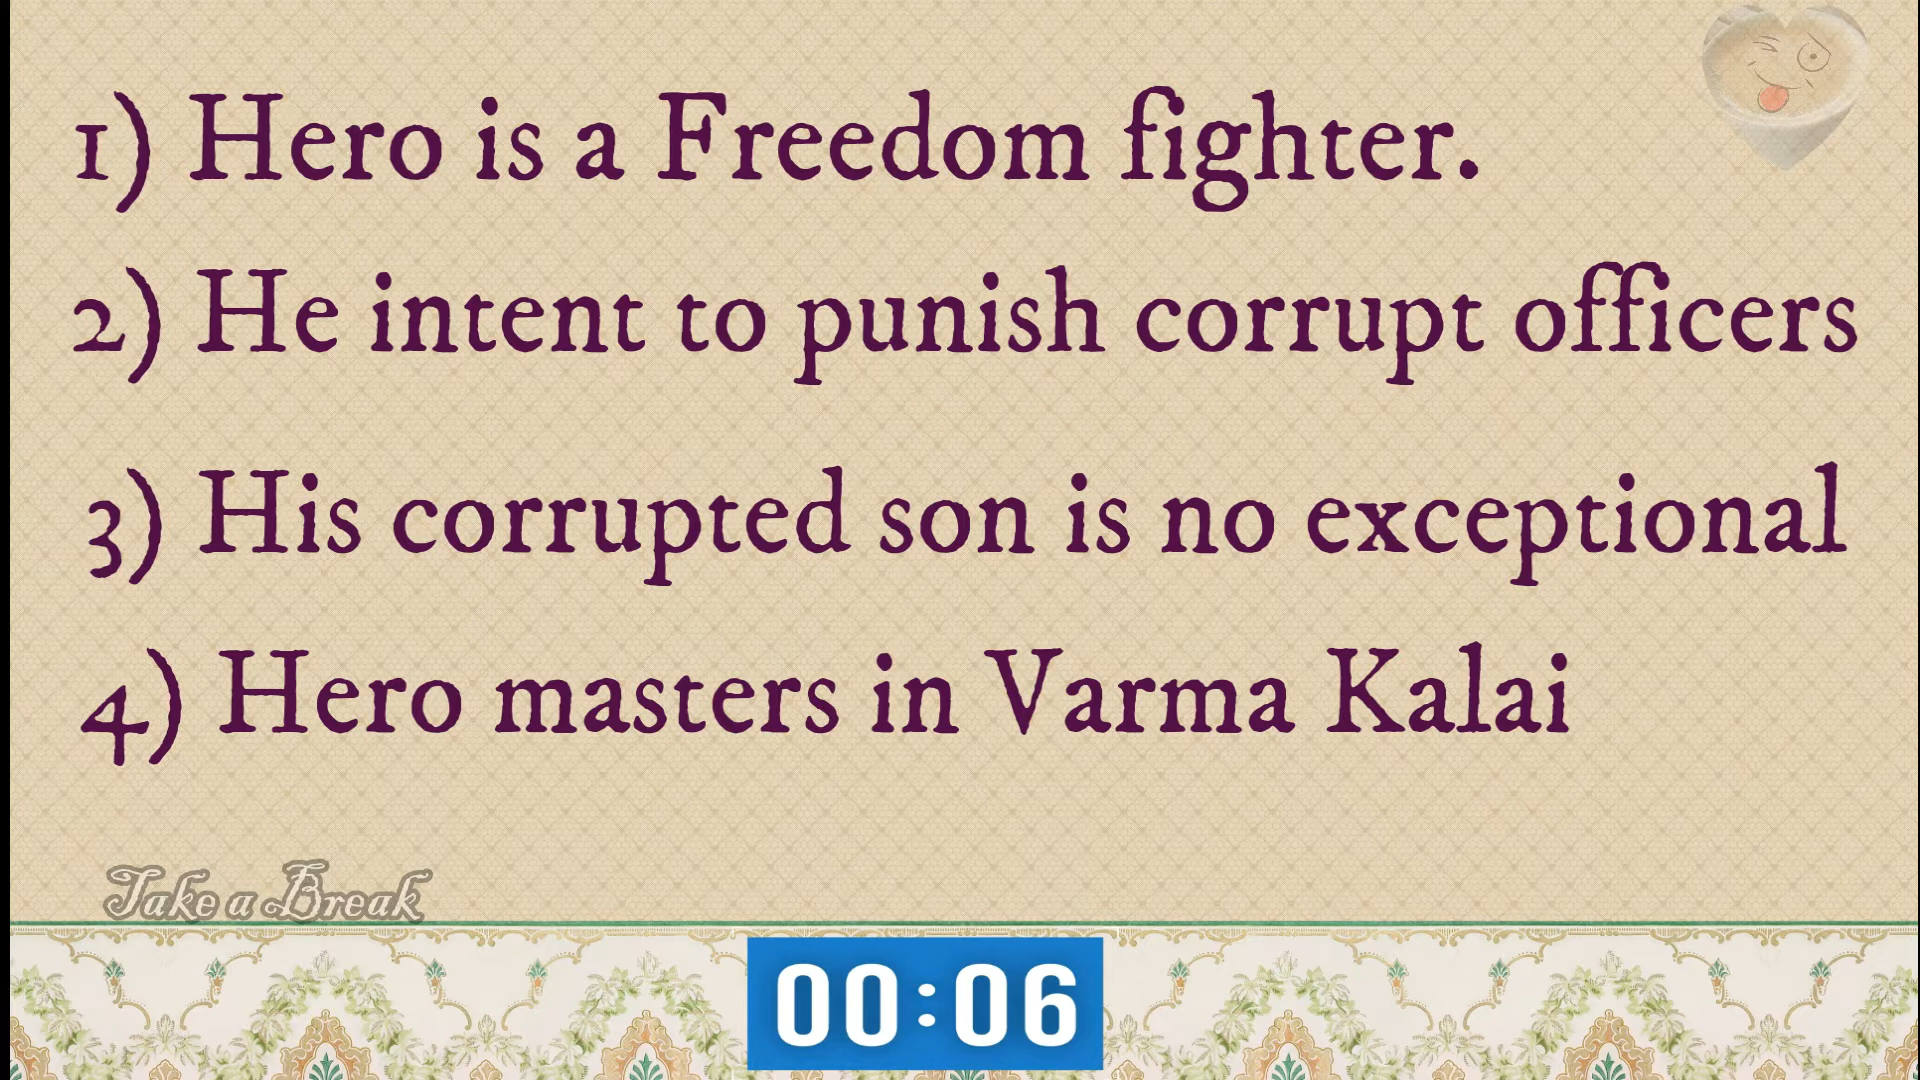 1) Hero is a Freedom fighter.
2) He intent to punish corrupt officers
3) His corrupted son is no exceptional
4) Hero masters in Varma Kalai
Take a Break
00:06